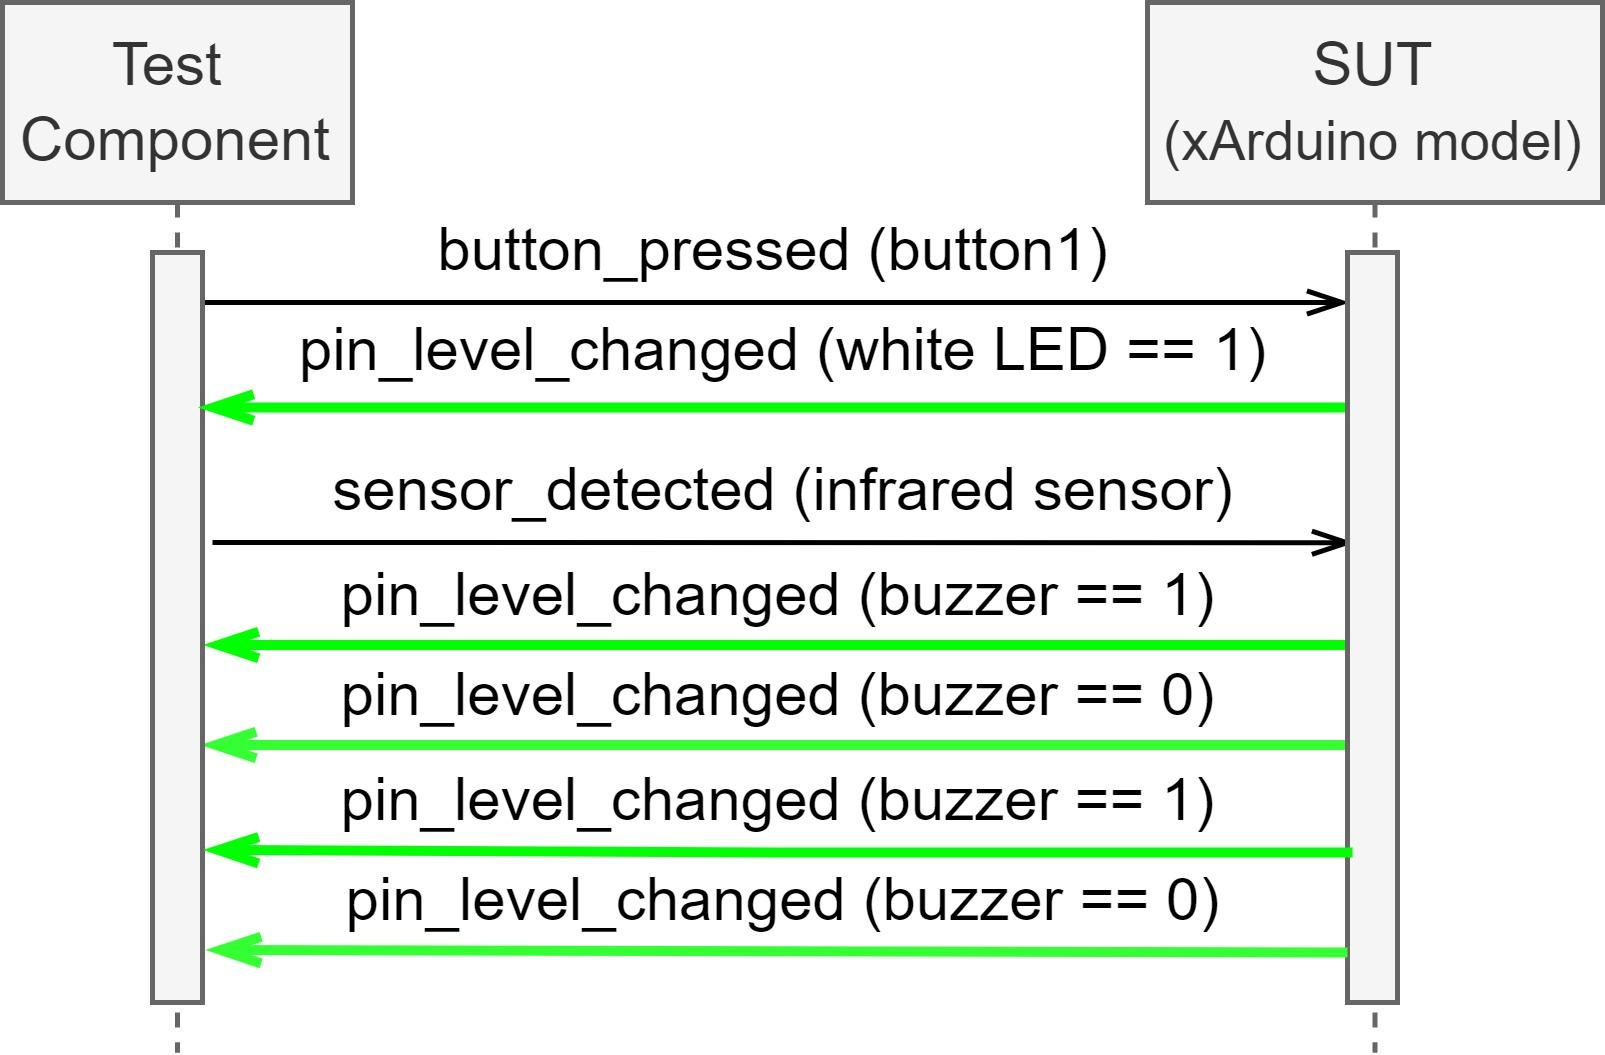 Test
Component
SUT
(xArduino model)
button_pressed (button1)
pin_level_changed (white LED == 1)
sensor_detected (infrared sensor)
pin_level_changed (buzzer == 1)
pin_level_changed (buzzer == 0)
pin_level_changed (buzzer == 1)
pin_level_changed (buzzer == 0)